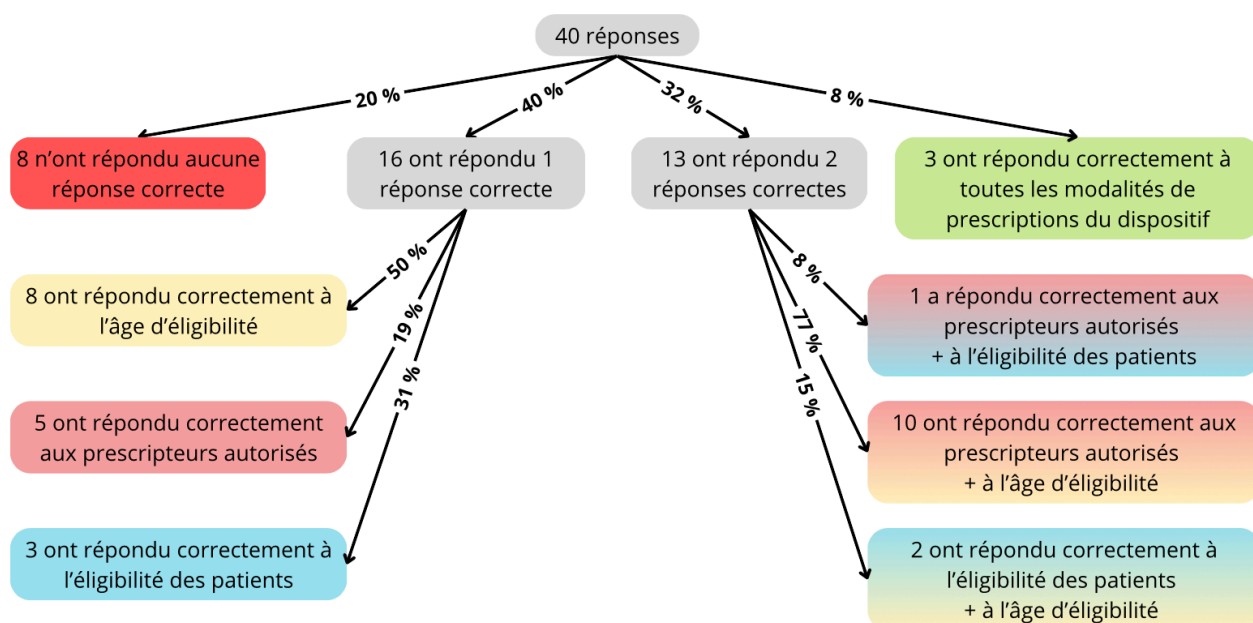 40 réponses
20 %
40 %
32 %
8 %
8 n’ont répondu aucune
réponse correcte
16 ont répondu 1
réponse correcte
13 ont répondu 2
réponses correctes
3 ont répondu correctement à
toutes les modalités de
prescriptions du dispositif
50 %
19 %
31 %
8 ont répondu correctement à
l’âge d’éligibilité
5 ont répondu correctement
aux prescripteurs autorisés
3 ont répondu correctement à
l’éligibilité des patients
8 %
77 %
15 %
1 a répondu correctement aux
prescripteurs autorisés
+ à l’éligibilité des patients
10 ont répondu correctement aux
prescripteurs autorisés
+ à l’âge d’éligibilité
2 ont répondu correctement à
l’éligibilité des patients
+ à l’âge d’éligibilité